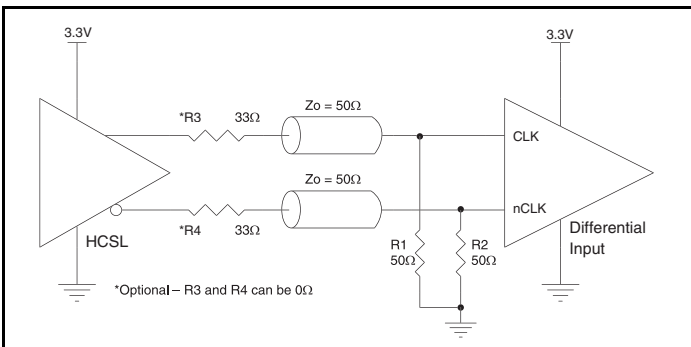 3.3V
3.3V
*R3 33Ω
Zo = 50Ω
CLK
Zo = 50Ω
nCLK
*R4 33Ω
HCSL
R1
50Ω
R2
50Ω
Differential
Input
*Optional – R3 and R4 can be 0Ω